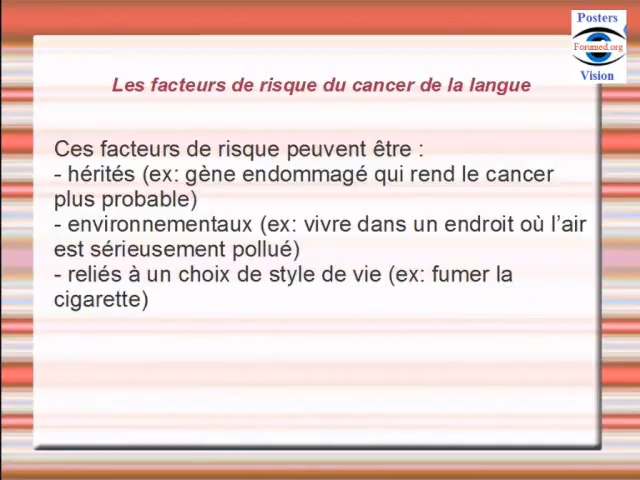 Posters
Forumed.org
Vision
Les facteurs de risque du cancer de la langue
Ces facteurs de risque peuvent être :
- hérités (ex: gène endommagé qui rend le cancer
plus probable)
- environnementaux (ex: vivre dans un endroit où l’air
est sérieusement pollué)
- reliés à un choix de style de vie (ex: fumer la
cigarette)